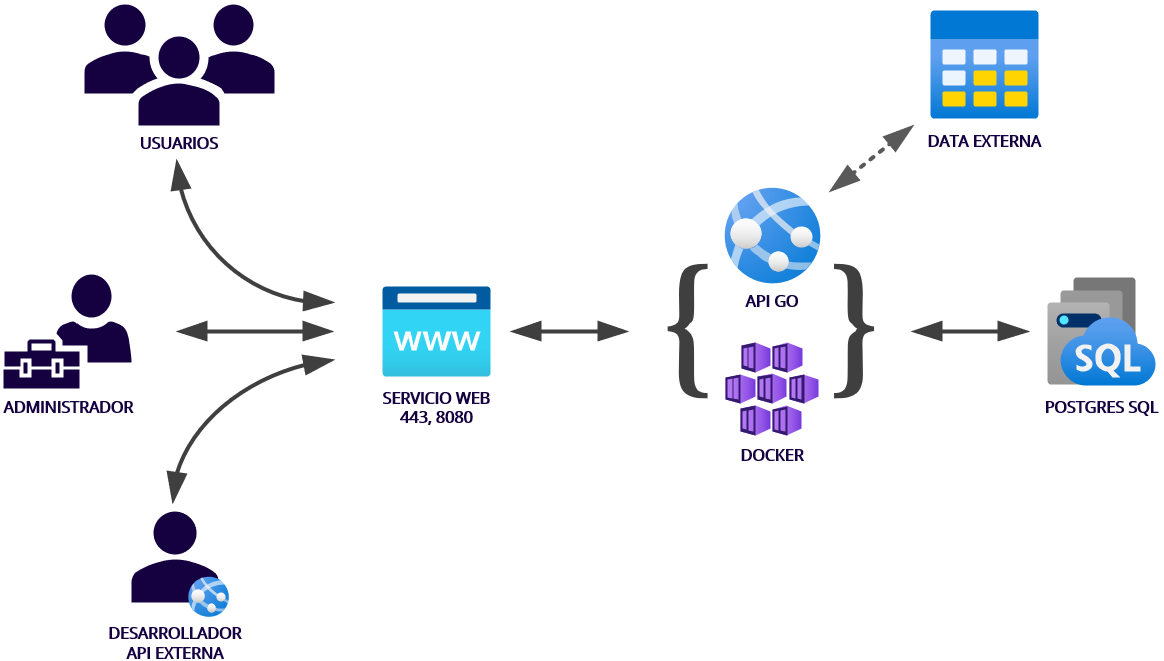 USUARIOS
DATA EXTERNA
API GO
WWW
SERVICIO WEB
443, 8080
ADMINISTRADOR
{ }
SQL
POSTGRES SQL
DOCKER
DESARROLLADOR
API EXTERNA